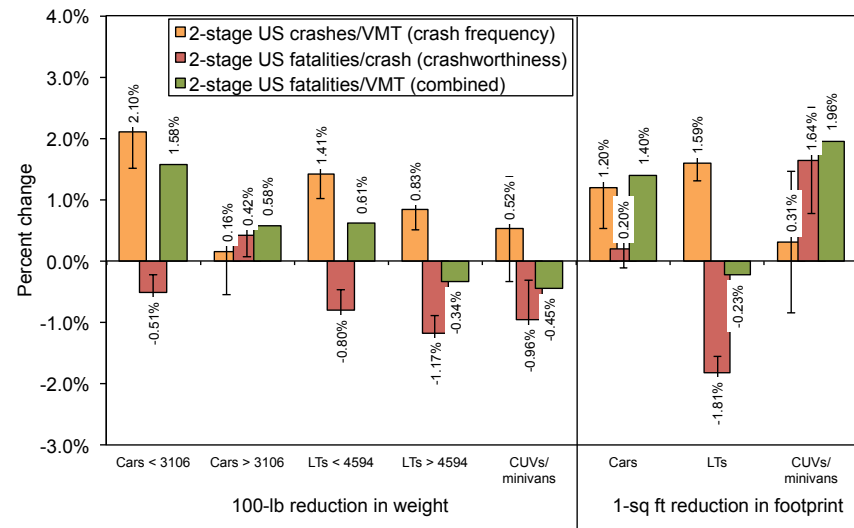 4.0%
3.0%
2.0%
1.0%
0.0%
-1.0%
-2.0%
-3.0%
Percent change
2-stage US crashes/VMT (crash frequency)
2-stage US fatalities/crash (crashworthiness)
2-stage US fatalities/VMT (combined)
2.10%
-0.51%
1.58%
0.16%
0.42%
0.58%
1.41%
-0.80%
0.61%
0.83%
-1.17%
-0.34%
0.52%
-0.96%
-0.45%
1.20%
0.20%
1.40%
1.59%
-1.81%
-0.23%
0.31%
1.64%
1.96%
Cars < 3106
Cars > 3106
LTs < 4594
LTs > 4594
CUVs/
minivans
Cars
LTs
CUVs/
minivans
100-lb reduction in weight
1-sq ft reduction in footprint